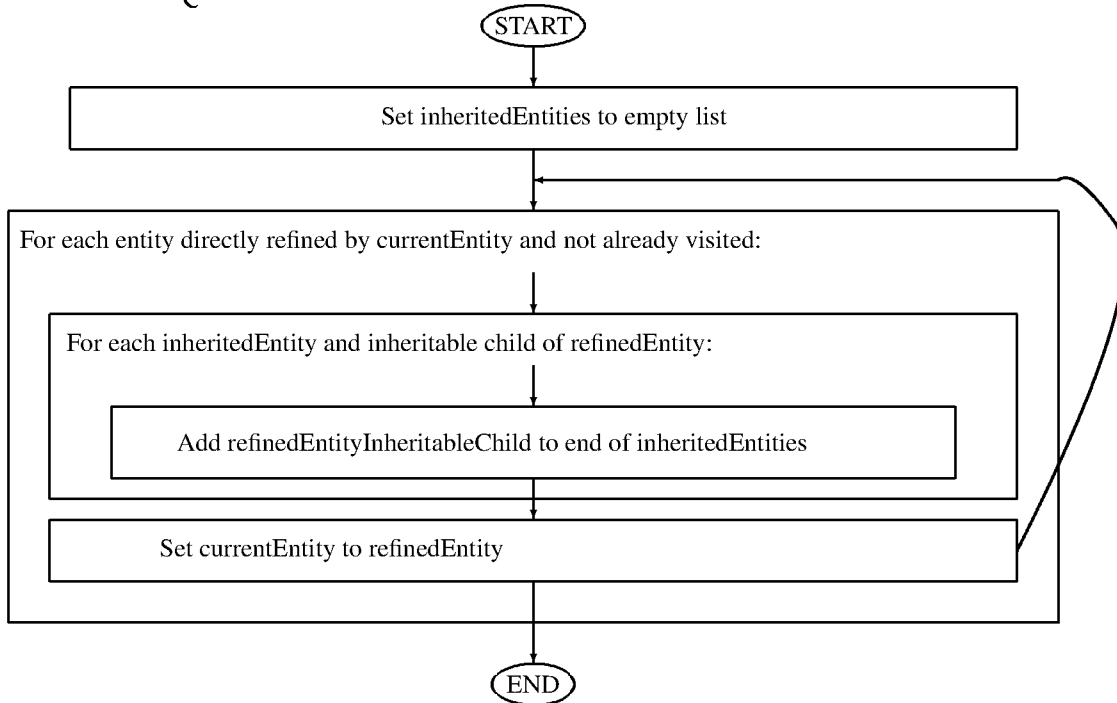 START
Set inheritedEntities to empty list
For each entity directly refined by currentEntity and not already visited:
For each inheritedEntity and inheritable child of refinedEntity:
Add refinedEntityInheritableChild to end of inheritedEntities
Set currentEntity to refinedEntity
END